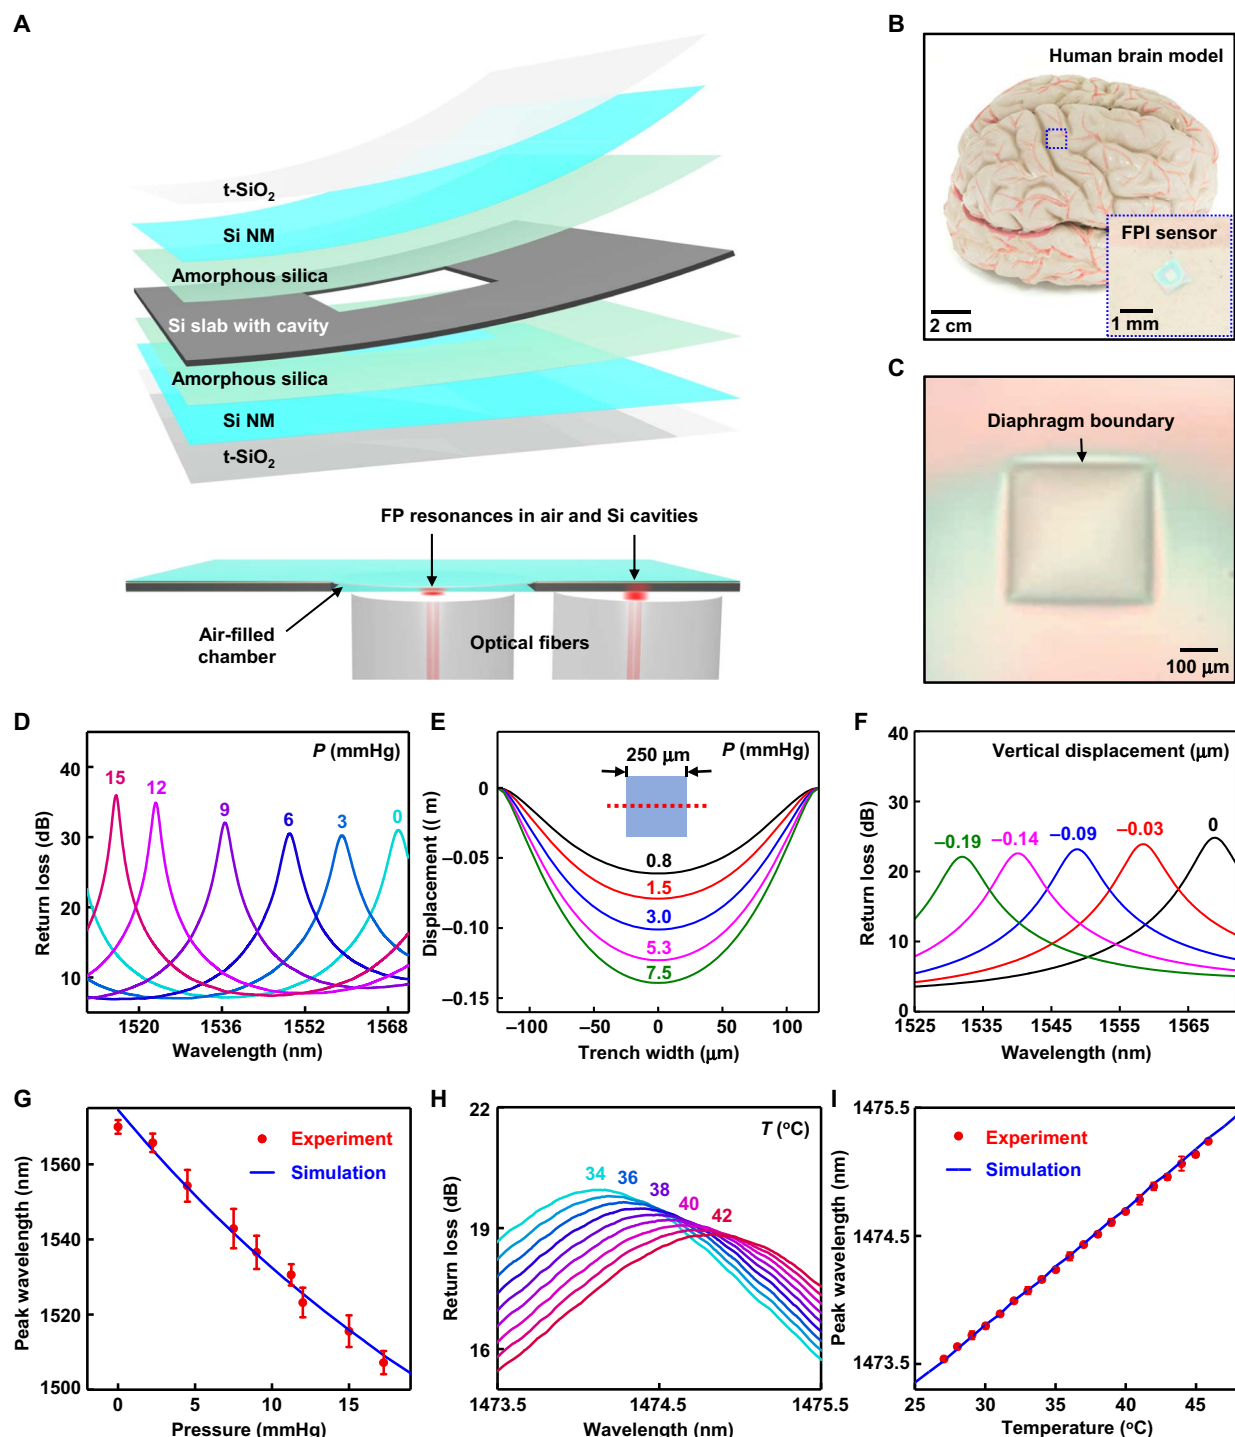 A
t-SiO2
Si NM
Amorphous silica
Si slab with cavity
Amorphous silica
Si NM
t-SiO2
FP resonances in air and Si cavities
Air-filled
chamber
Optical fibers
B
Human brain model
FPI sensor
2 cm
1 mm
C
Diaphragm boundary
100 μm
D
P (mmHg)
15
12
9
6
3
0
40
30
20
10
Return loss (dB)
1520 1536 1552 1568
Wavelength (nm)
E
P (mmHg)
250 μm
0.8
1.5
3.0
5.3
7.5
0
–0.05
–0.10
–0.15
Displacement (( m)
–100 –50 0 50 100
Trench width (μm)
F
Vertical displacement (μm)
–0.19
–0.14
–0.09
–0.03
0
40
30
20
10
0
Return loss (dB)
1525 1535 1545 1555 1565
Wavelength (nm)
G
Experiment
Simulation
1560
1540
1520
1500
Peak wavelength (nm)
0 5 10 15
Pressure (mmHg)
H
T (oC)
34
36
38
40
42
22
19
16
Return loss (dB)
1473.5 1474.5 1475.5
Wavelength (nm)
I
Experiment
Simulation
1475.5
1474.5
1473.5
Peak wavelength (nm)
25 30 35 40 45
Temperature (oC)